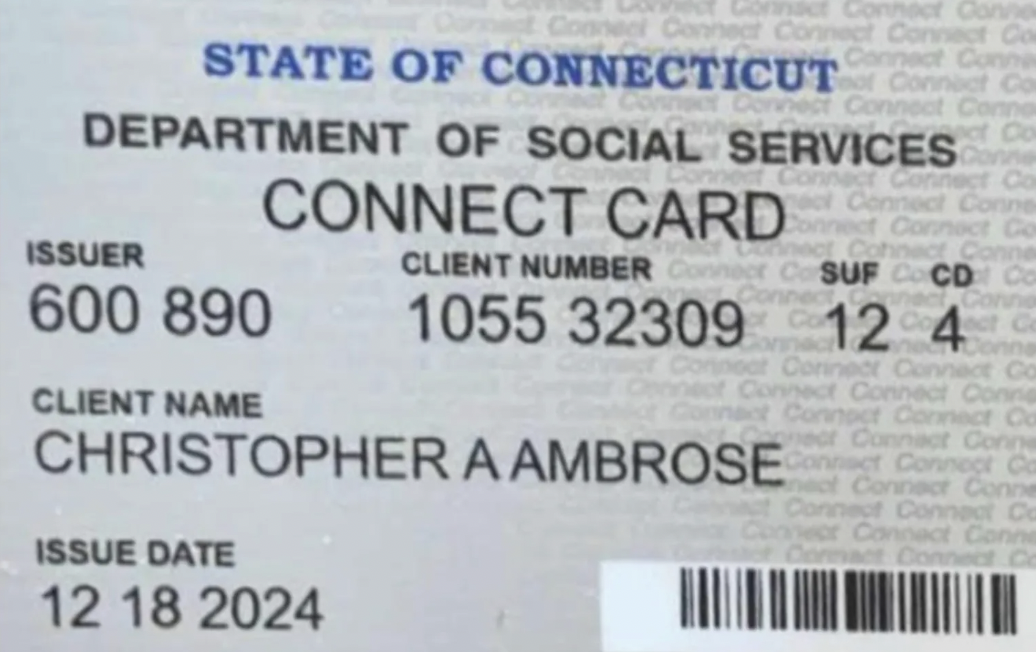 STATE OF CONNECTICUT
DEPARTMENT OF SOCIAL SERVICES
CONNECT CARD
ISSUER CLIENT NUMBER SUF CD
600 890 1055 32309 12 4
CLIENT NAME
CHRISTOPHER A AMBROSE
ISSUE DATE
12 18 2024